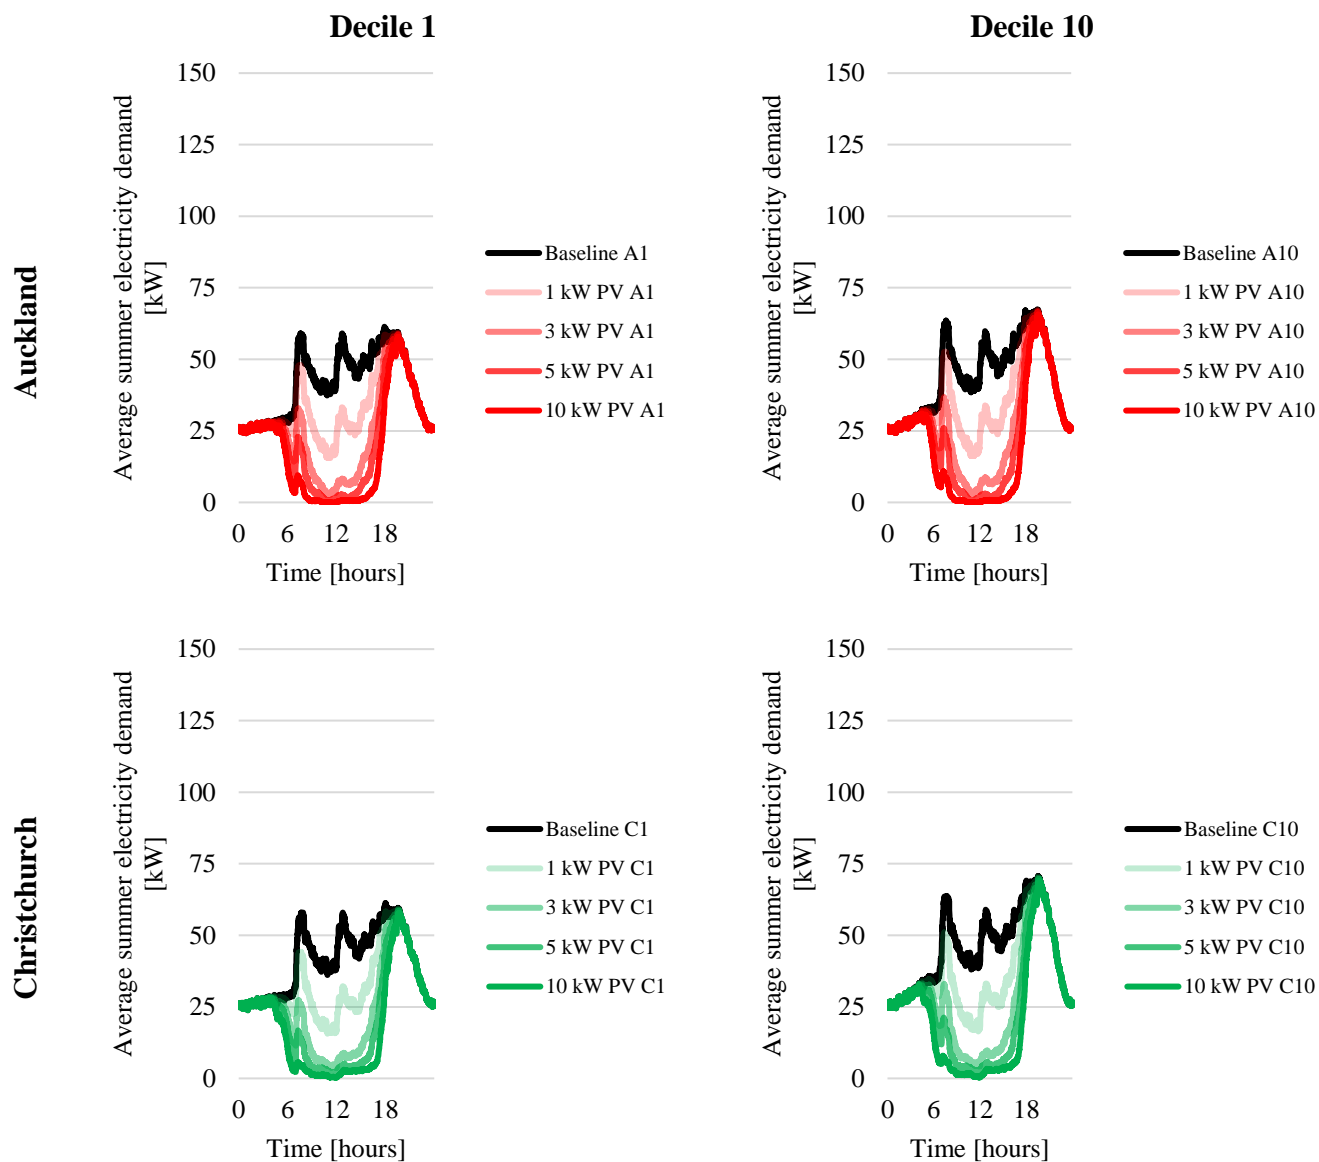 Decile 1
Decile 10
Auckland
Average summer electricity demand
[kW]
150
125
100
75
50
25
0
0 6 12 18
Time [hours]
Baseline A1
1 kW PV A1
3 kW PV A1
5 kW PV A1
10 kW PV A1
Average summer electricity demand
[kW]
150
125
100
75
50
25
0
0 6 12 18
Time [hours]
Baseline A10
1 kW PV A10
3 kW PV A10
5 kW PV A10
10 kW PV A10
Christchurch
Average summer electricity demand
[kW]
150
125
100
75
50
25
0
0 6 12 18
Time [hours]
Baseline C1
1 kW PV C1
3 kW PV C1
5 kW PV C1
10 kW PV C1
Average summer electricity demand
[kW]
150
125
100
75
50
25
0
0 6 12 18
Time [hours]
Baseline C10
1 kW PV C10
3 kW PV C10
5 kW PV C10
10 kW PV C10